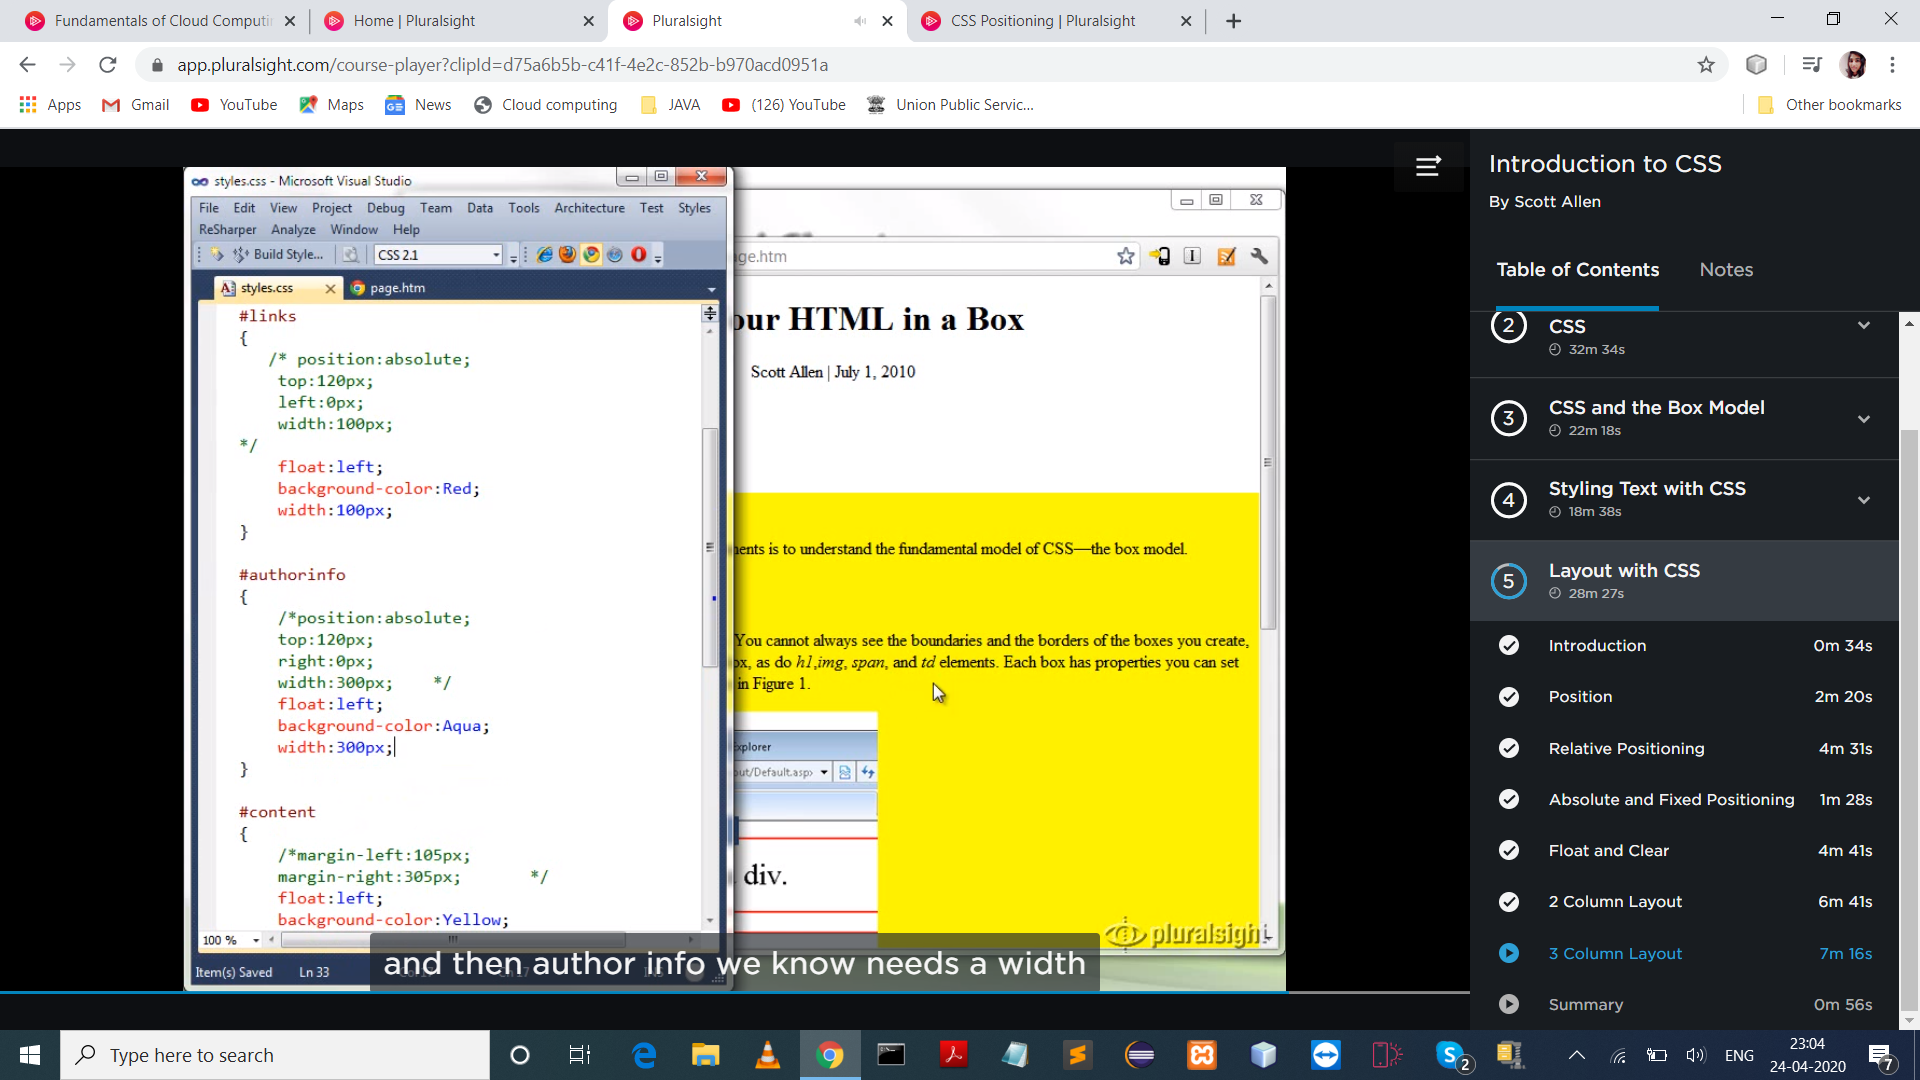 Fundamentals of Cloud Computin
Home | Pluralsight
Pluralsight
CSS Positioning | Pluralsight
app.pluralsight.com/course-player?clipId=d75a6b5b-c41f-4e2c-852b-b970acd0951a
Apps
Gmail
YouTube
Maps
News
Cloud computing
JAVA
(126) YouTube
Union Public Servic...
Other bookmarks
styles.css - Microsoft Visual Studio
File Edit View Project Debug Team Data Tools Architecture Test Styles
ReSharper Analyze Window Help
Build Style...
CSS 2.1
styles.css
page.htm
#links
{
/* position:absolute;
top:120px;
left:0px;
width:100px;
*/
float:left;
background-color:Red;
width:100px;
}
#authorinfo
{
/*position:absolute;
top:120px;
right:0px;
width:300px; */
float:left;
background-color:Aqua;
width:300px;
}
#content
{
/*margin-left:105px;
margin-right:305px; */
float:left;
background-color:Yellow;
100 %
Item(s) Saved
Ln 33
age.htm
our HTML in a Box
Scott Allen | July 1, 2010
ments is to understand the fundamental model of CSS—the box model.
You cannot always see the boundaries and the borders of the boxes you create,
ox, as do h1,img, span, and td elements. Each box has properties you can set
in Figure 1.
xplorer
out/Default.asp
div.
pluralsight
and then author info we know needs a width
Introduction to CSS
By Scott Allen
Table of Contents
Notes
2
CSS
32m 34s
3
CSS and the Box Model
22m 18s
4
Styling Text with CSS
18m 38s
5
Layout with CSS
28m 27s
Introduction 0m 34s
Position 2m 20s
Relative Positioning 4m 31s
Absolute and Fixed Positioning 1m 28s
Float and Clear 4m 41s
2 Column Layout 6m 41s
3 Column Layout 7m 16s
Summary 0m 56s
Type here to search
2
ENG
23:04
24-04-2020
7